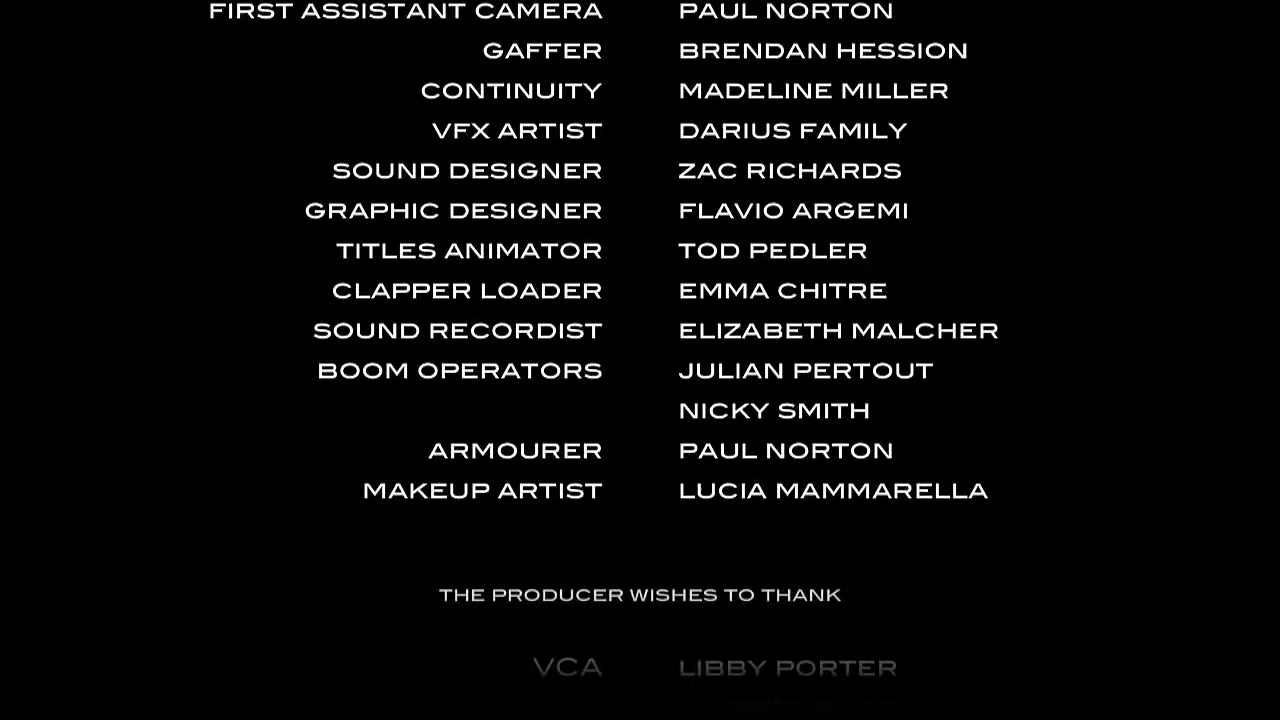 FIRST ASSISTANT CAMERA PAUL NORTON
GAFFER BRENDAN HESSION
CONTINUITY MADELINE MILLER
VFX ARTIST DARIUS FAMILY
SOUND DESIGNER ZAC RICHARDS
GRAPHIC DESIGNER FLAVIO ARGEMI
TITLES ANIMATOR TOD PEDLER
CLAPPER LOADER EMMA CHITRE
SOUND RECORDIST ELIZABETH MALCHER
BOOM OPERATORS JULIAN PERTOUT
NICKY SMITH
ARMOURER PAUL NORTON
MAKEUP ARTIST LUCIA MAMMARELLA
THE PRODUCER WISHES TO THANK
VCA LIBBY PORTER